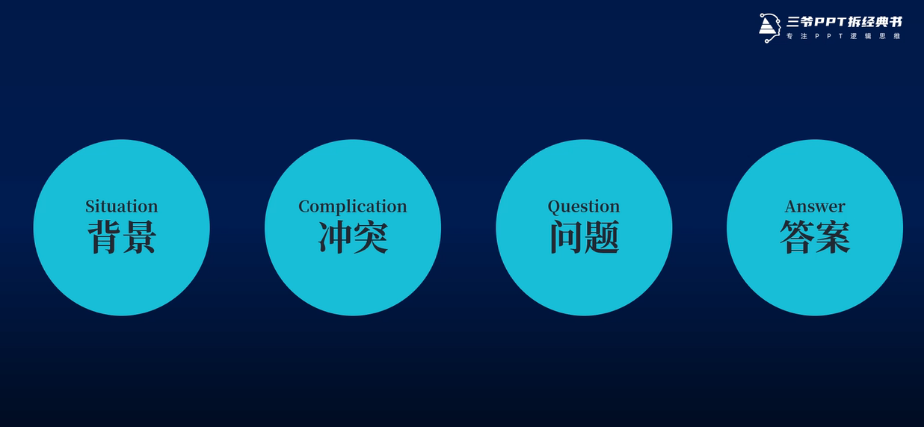 三爷PPT拆经典书
专注PPT逻辑思维
Situation
背景
Complication
冲突
Question
问题
Answer
答案